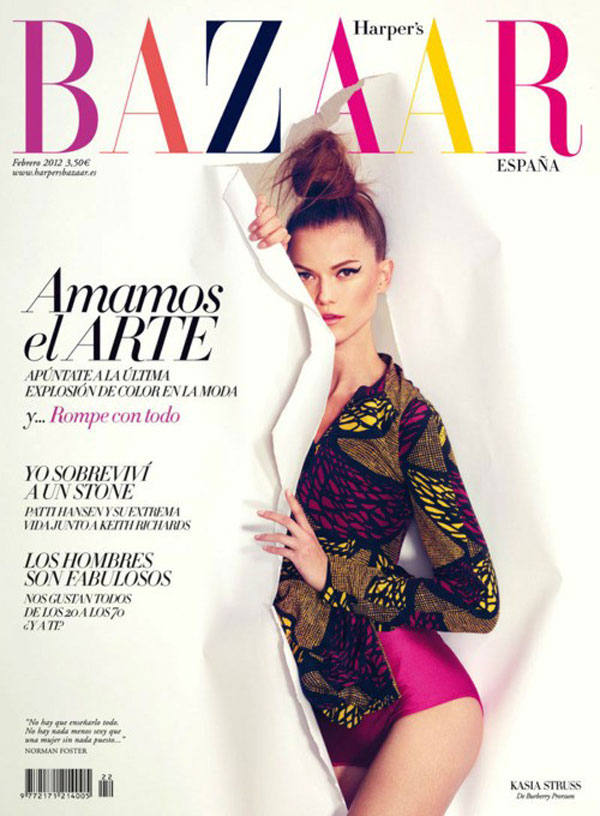 Harper's
BAZAAR
ESPAÑA
Febrero 2012 3,50€
www.harpersbazaar.es
Amamos
el ARTE
APÚNTATE A LA ÚLTIMA
EXPLOSIÓN DE COLOR EN LA MODA
y... Rompe con todo
YO SOBREVIVÍ
A UN STONE
PATTI HANSEN Y SU EXTREMA
VIDA JUNTO A KEITH RICHARDS
LOS HOMBRES
SON FABULOSOS
NOS GUSTAN TODOS
DE LOS 20 A LOS 70
¿Y A TI?
"No hay que enseñarlo todo.
No hay nada menos sexy que
una mujer sin nada puesto..."
NORMAN FOSTER
22
9 772171 214005
KASIA STRUSS
De Burberry Prorsum